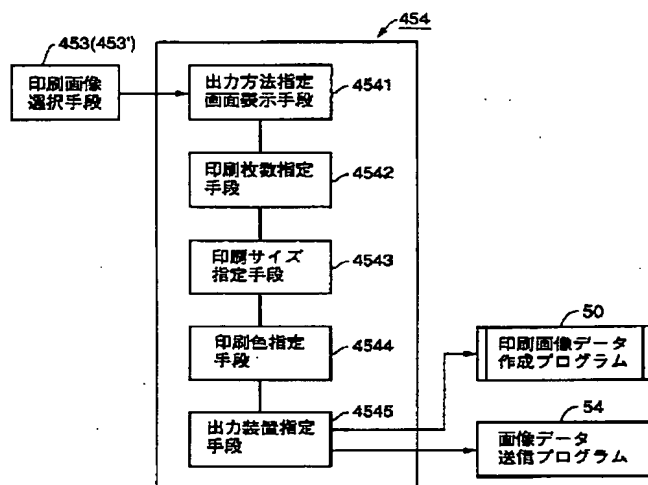 454
453(453')
印刷画像
選択手段
出力方法指定
画面表示手段
4541
印刷枚数指定
手段
4542
印刷サイズ
指定手段
4543
印刷色指定
手段
4544
出力装置指定
手段
4545
50
印刷画像データ
作成プログラム
54
画像データ
送信プログラム